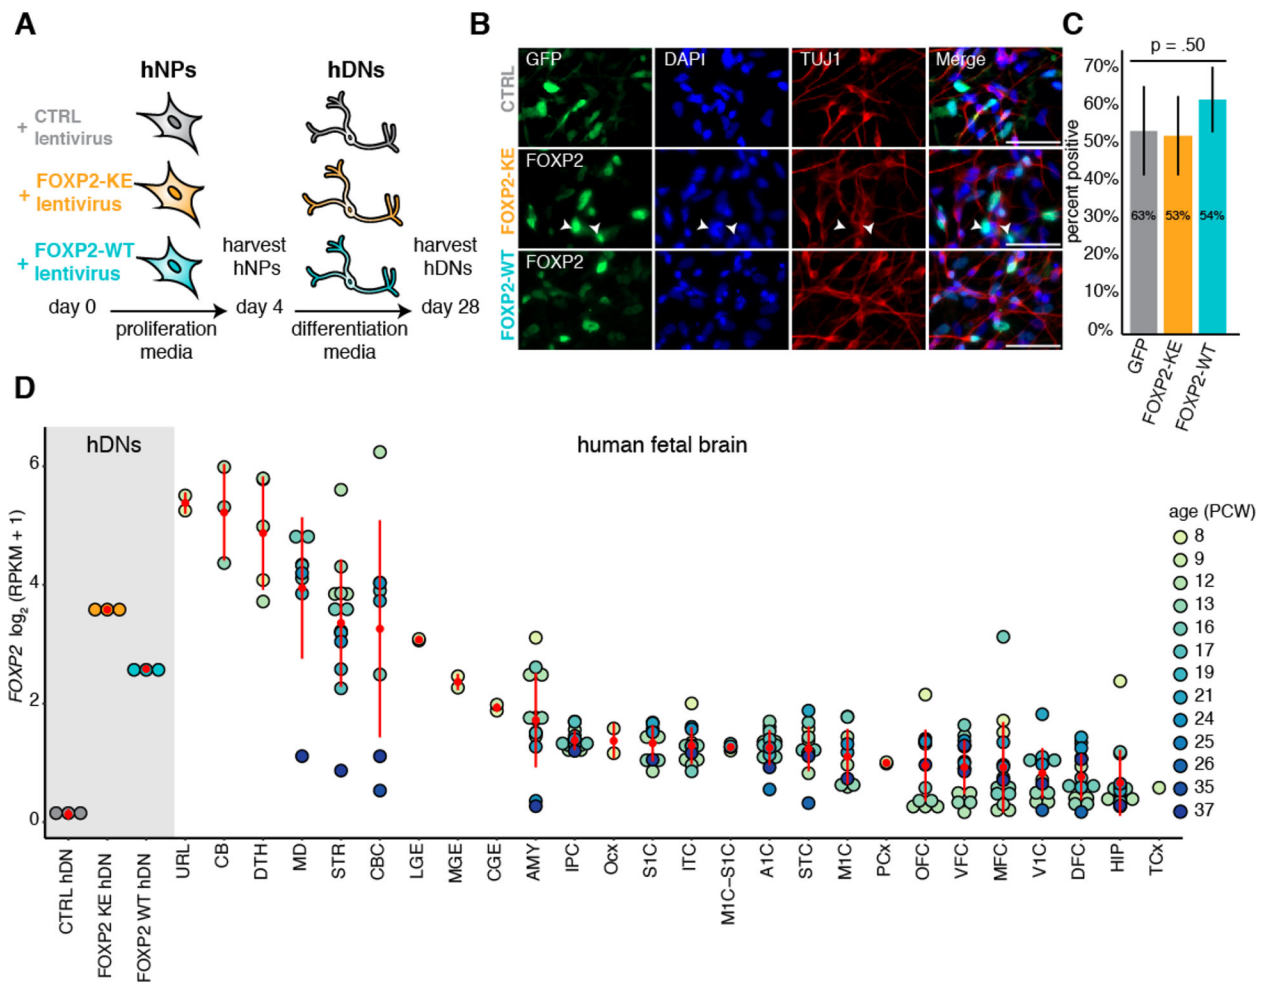 A
hNPs
hDNs
+ CTRL
lentivirus
+ FOXP2-KE
lentivirus
+ FOXP2-WT
lentivirus
harvest
hNPs
harvest
hDNs
day 0
day 4
day 28
proliferation
media
differentiation
media
B
GFP
DAPI
TUJ1
Merge
CTRL
FOXP2
FOXP2-KE
FOXP2
FOXP2-WT
C
p = .50
70%
60%
50%
40%
30%
20%
10%
0%
percent positive
63%
53%
54%
GFP
FOXP2-KE
FOXP2-WT
D
hDNs
human fetal brain
6
4
2
0
FOXP2 log2 (RPKM + 1)
CTRL hDN
FOXP2 KE hDN
FOXP2 WT hDN
URL
CB
DTH
MD
STR
CBC
LGE
MGE
CGE
AMY
IPC
Ocx
S1C
ITC
M1C−S1C
A1C
STC
M1C
PCx
OFC
VFC
MFC
V1C
DFC
HIP
TCx
age (PCW)
8
9
12
13
16
17
19
21
24
25
26
35
37